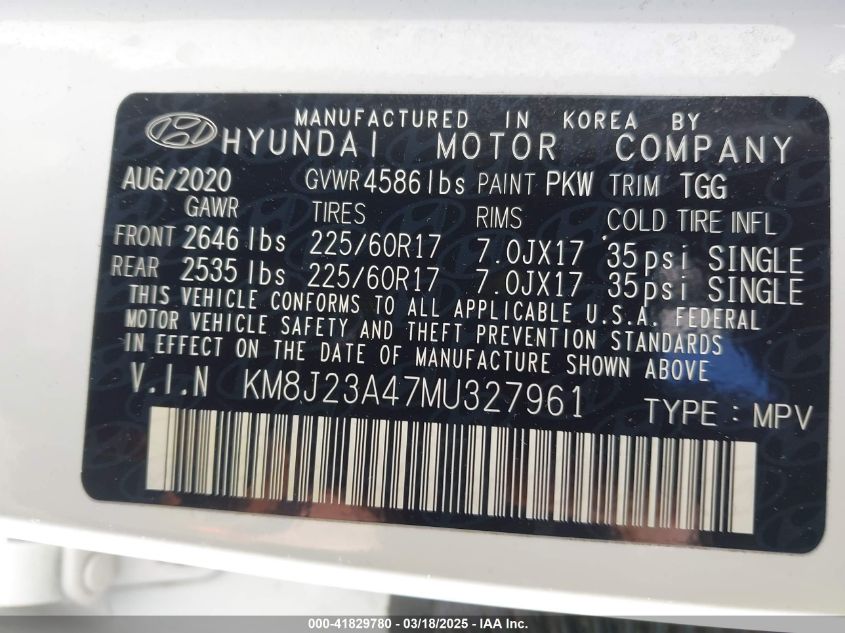 MANUFACTURED IN KOREA BY
HYUNDAI MOTOR COMPANY
AUG/2020 GVWR 4586 lbs PAINT PKW TRIM TGG
GAWR TIRES RIMS COLD TIRE INFL
FRONT 2646 lbs 225/60R17 7.0JX17 35psi SINGLE
REAR 2535 lbs 225/60R17 7.0JX17 35psi SINGLE
THIS VEHICLE CONFORMS TO ALL APPLICABLE U.S.A. FEDERAL
MOTOR VEHICLE SAFETY AND THEFT PREVENTION STANDARDS
IN EFFECT ON THE DATE OF MANUFACTURE SHOWN ABOVE
V.I.N KM8J23A47MU327961 TYPE : MPV
000-41829780 - 03/18/2025 - IAA Inc.